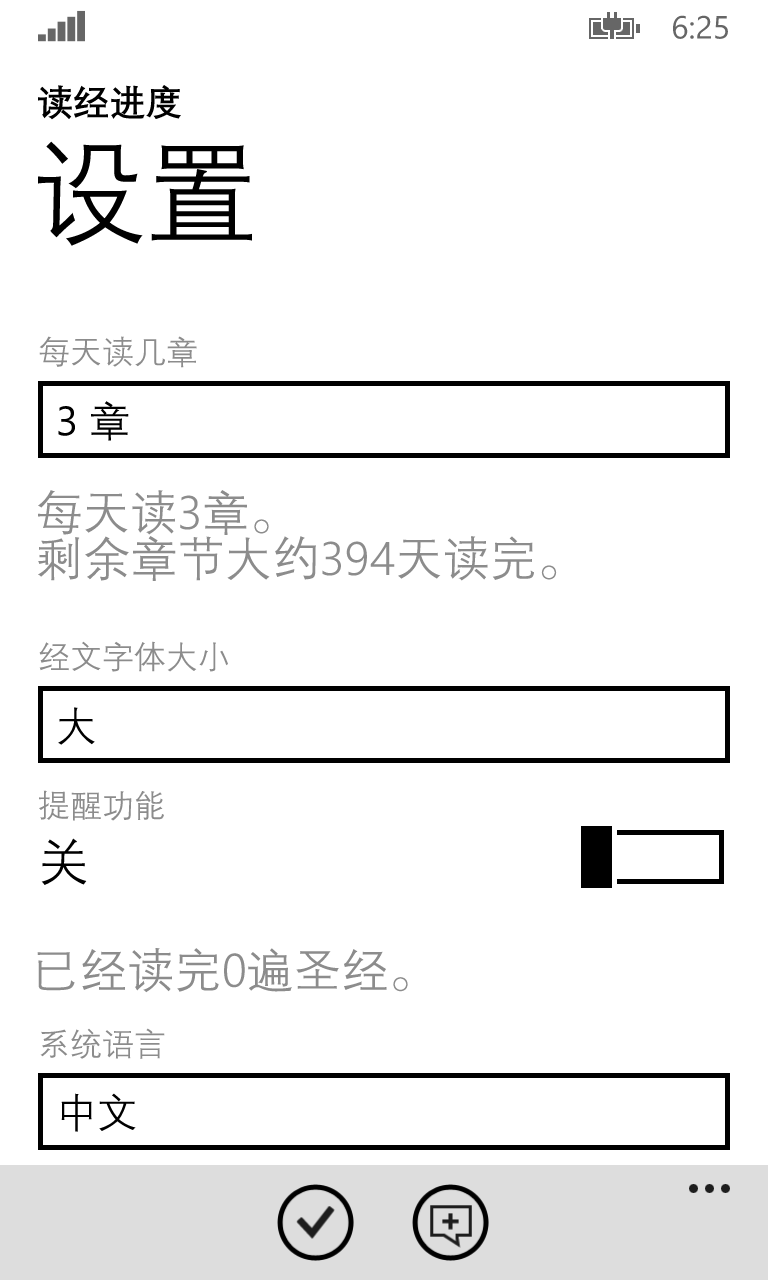 6:25
读经进度
设置
每天读几章
3 章
每天读3章。
剩余章节大约394天读完。
经文字体大小
大
提醒功能
关
已经读完0遍圣经。
系统语言
中文